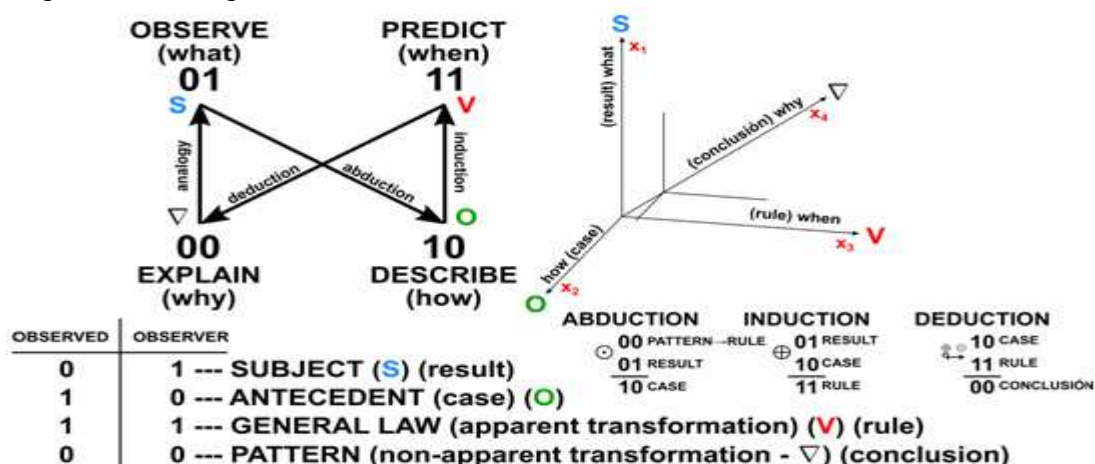 OBSERVE
(what)
01
S
PREDICT
(when)
11
V
analogy
deduction
abduction
induction
▽
00
EXPLAIN
(why)
O
10
DESCRIBE
(how)
S
x₁
(result) what
▽
x₄
(conclusión) why
(rule) when
x₃ V
how (case)
O x₂
ABDUCTION
⊙ 00 PATTERN→RULE
01 RESULT
10 CASE
INDUCTION
⊕ 01 RESULT
10 CASE
11 RULE
DEDUCTION
10 CASE
↔ 11 RULE
00 CONCLUSIÓN
OBSERVED OBSERVER
0 1 --- SUBJECT (S) (result)
1 0 --- ANTECEDENT (case) (O)
1 1 --- GENERAL LAW (apparent transformation) (V) (rule)
0 0 --- PATTERN (non-apparent transformation - ▽) (conclusion)